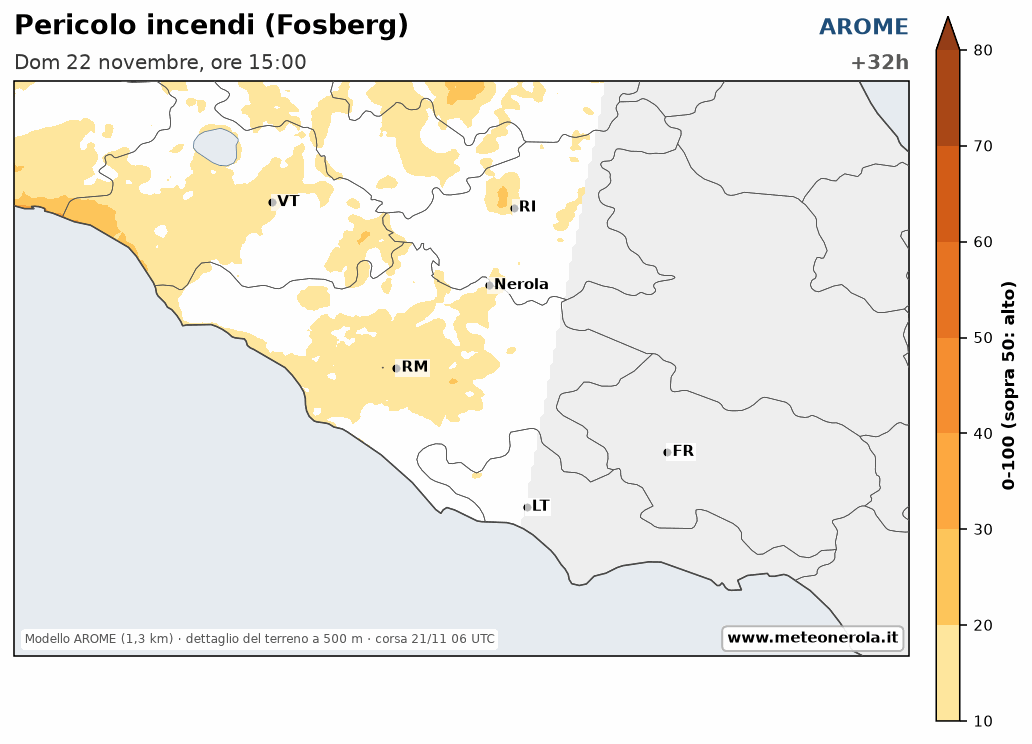 Pericolo incendi (Fosberg)
AROME
Dom 22 novembre, ore 15:00
+32h
VT
RI
Nerola
RM
FR
LT
Modello AROME (1,3 km) · dettaglio del terreno a 500 m · corsa 21/11 06 UTC
www.meteonerola.it
80
70
60
50
40
30
20
10
0-100 (sopra 50: alto)